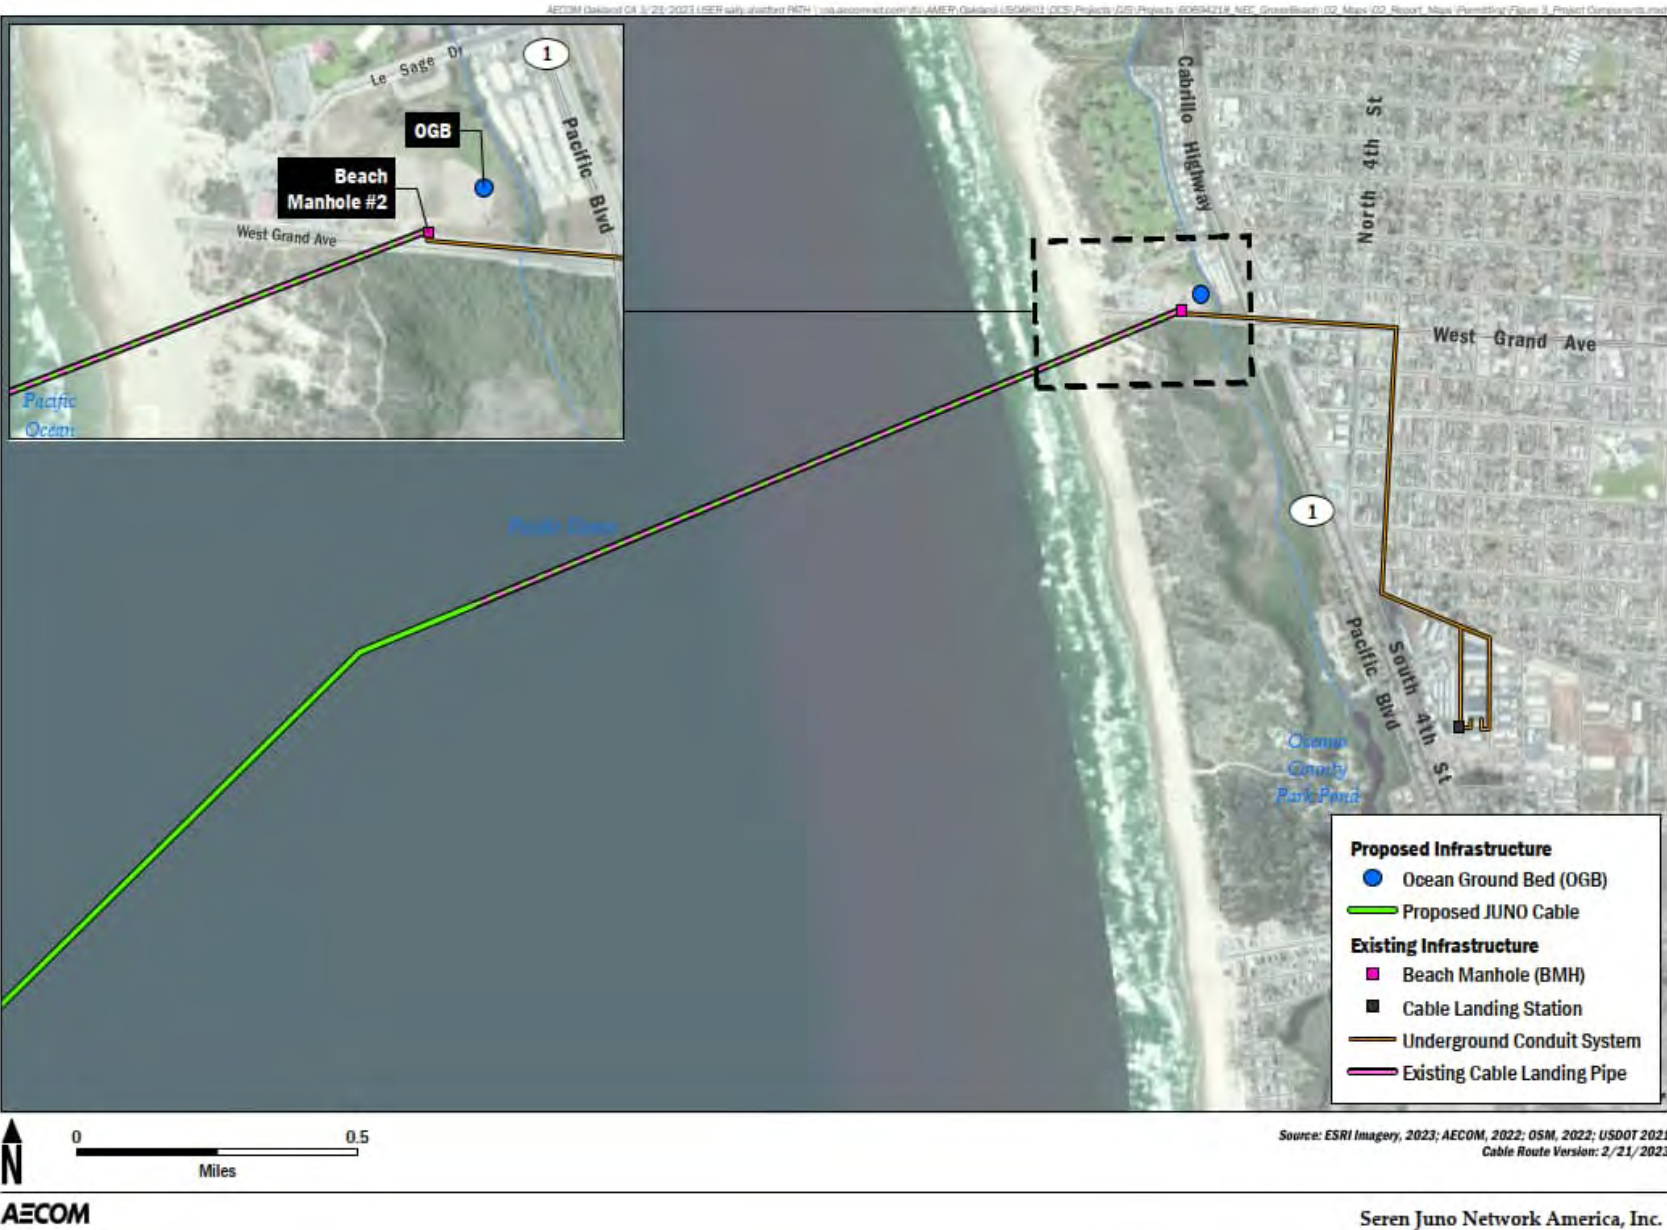 Le Sage Dr
1
OGB
Beach
Manhole #2
West Grand Ave
Pacific Blvd
Pacific
Ocean
Cabrillo Highway
North 4th St
West Grand Ave
Pacific Ocean
1
Pacific Blvd
South 4th St
Oceano
County
Park Pond
Proposed Infrastructure
Ocean Ground Bed (OGB)
Proposed JUNO Cable
Existing Infrastructure
Beach Manhole (BMH)
Cable Landing Station
Underground Conduit System
Existing Cable Landing Pipe
N
0 0.5
Miles
Source: ESRI Imagery, 2023; AECOM, 2022; OSM, 2022; USDOT 2021
Cable Route Version: 2/21/2023
AECOM
Seren Juno Network America, Inc.